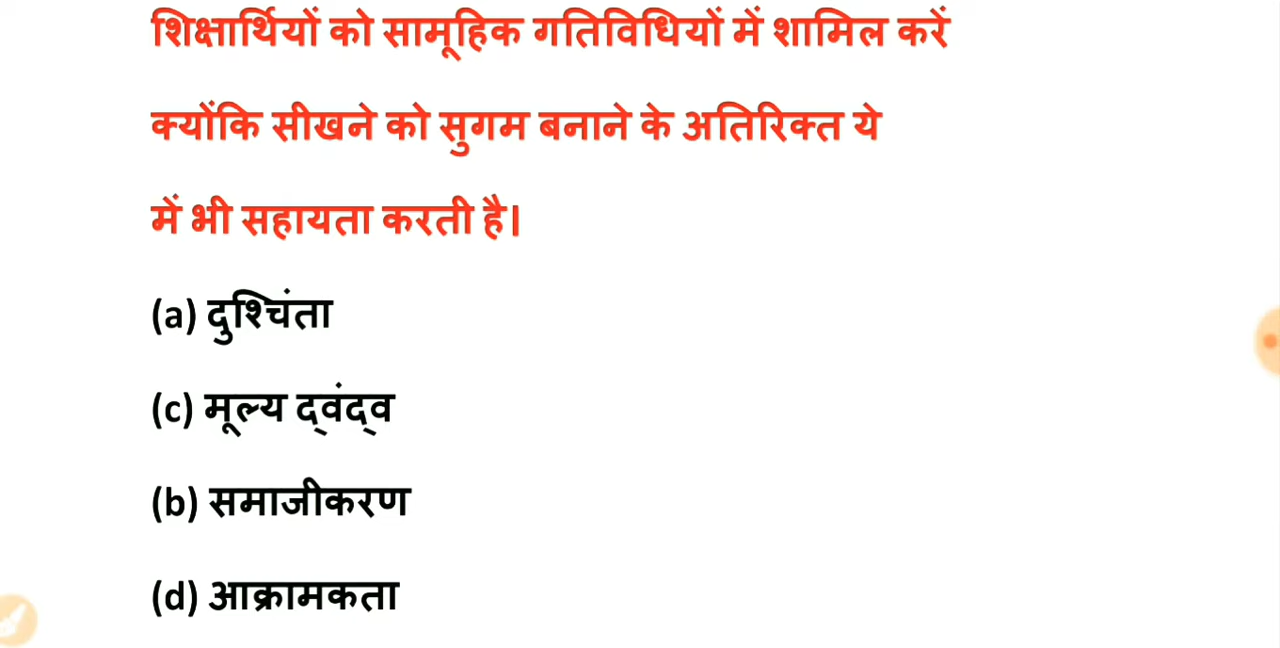 शिक्षार्थियों को सामूहिक गतिविधियों में शामिल करें
क्योंकि सीखने को सुगम बनाने के अतिरिक्त ये
में भी सहायता करती है।
(a) दुश्चिंता
(c) मूल्य द्वंद्व
(b) समाजीकरण
(d) आक्रामकता